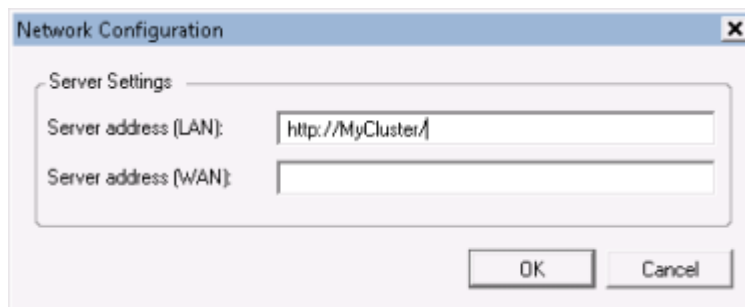 Network Configuration
Server Settings
Server address (LAN):
http://MyCluster/
Server address (WAN):
OK
Cancel